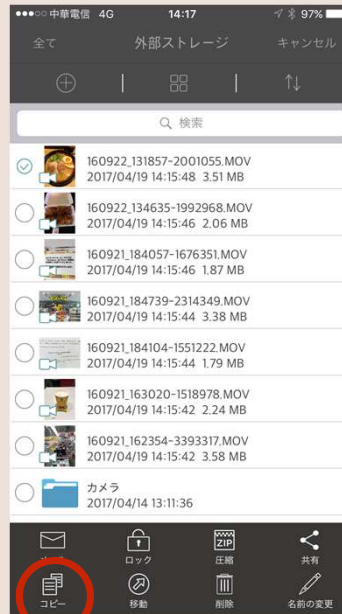 中華電信 4G 14:17 97%
全て 外部ストレージ キャンセル
検索
160922_131857-2001055.MOV
2017/04/19 14:15:48 3.51 MB
160922_134635-1992968.MOV
2017/04/19 14:15:46 2.06 MB
160921_184057-1676351.MOV
2017/04/19 14:15:46 1.87 MB
160921_184739-2314349.MOV
2017/04/19 14:15:44 3.38 MB
160921_184104-1551222.MOV
2017/04/19 14:15:44 1.79 MB
160921_163020-1518978.MOV
2017/04/19 14:15:42 2.24 MB
160921_162354-3393317.MOV
2017/04/19 14:15:42 3.58 MB
カメラ
2017/04/14 13:11:36
ZIP
ロック 圧縮 共有
コピー 移動 削除 名前の変更